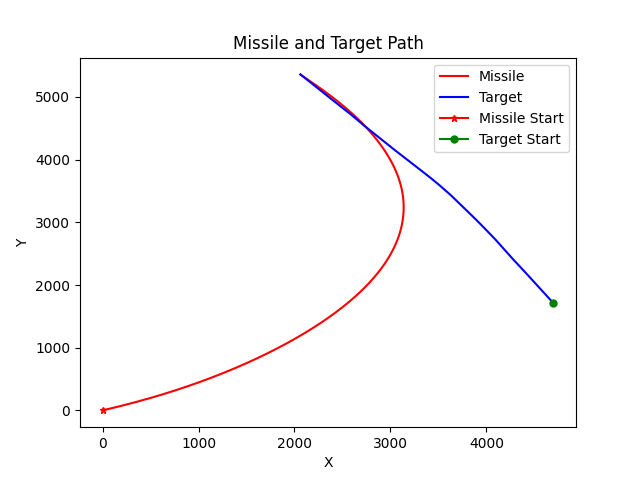 Missile and Target Path
Missile
Target
Missile Start
Target Start
5000
4000
3000
2000
1000
0
Y
0 1000 2000 3000 4000
X